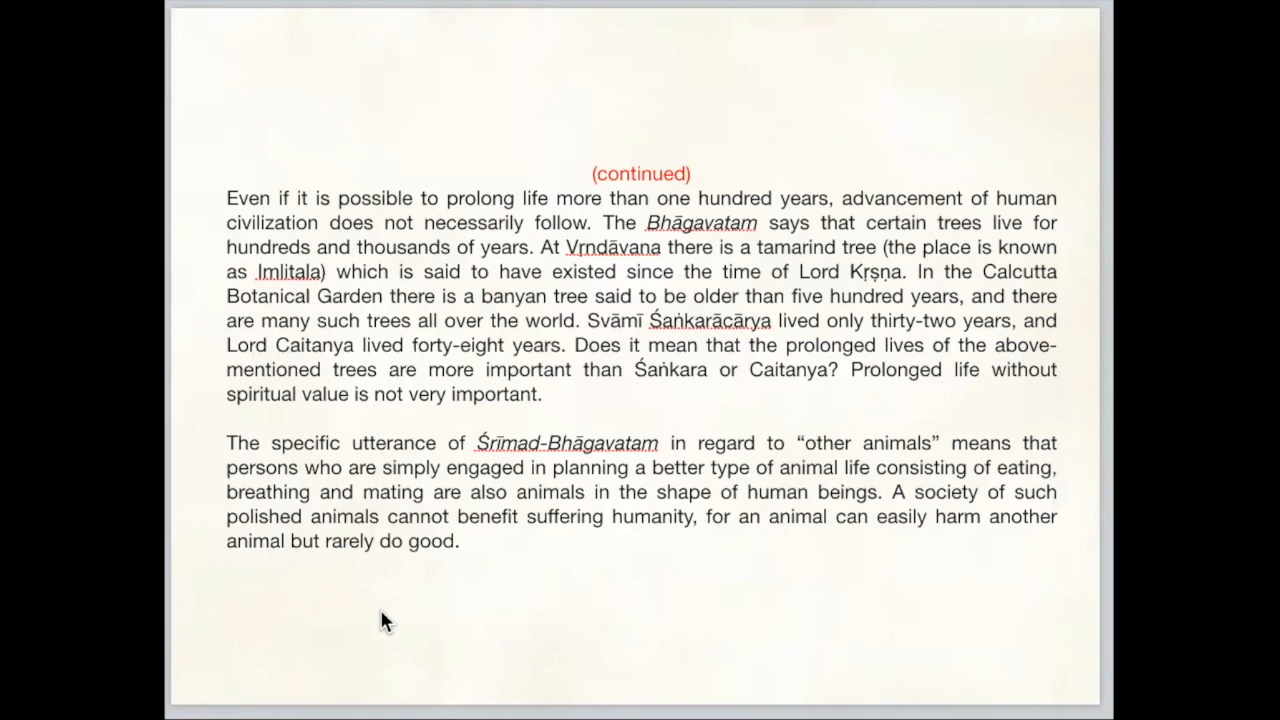 (continued)
Even if it is possible to prolong life more than one hundred years, advancement of human
civilization does not necessarily follow. The Bhāgavatam says that certain trees live for
hundreds and thousands of years. At Vṛndāvana there is a tamarind tree (the place is known
as Imlitala) which is said to have existed since the time of Lord Kṛṣṇa. In the Calcutta
Botanical Garden there is a banyan tree said to be older than five hundred years, and there
are many such trees all over the world. Svāmī Śaṅkarācārya lived only thirty-two years, and
Lord Caitanya lived forty-eight years. Does it mean that the prolonged lives of the above-
mentioned trees are more important than Śaṅkara or Caitanya? Prolonged life without
spiritual value is not very important.
The specific utterance of Śrīmad-Bhāgavatam in regard to “other animals” means that
persons who are simply engaged in planning a better type of animal life consisting of eating,
breathing and mating are also animals in the shape of human beings. A society of such
polished animals cannot benefit suffering humanity, for an animal can easily harm another
animal but rarely do good.